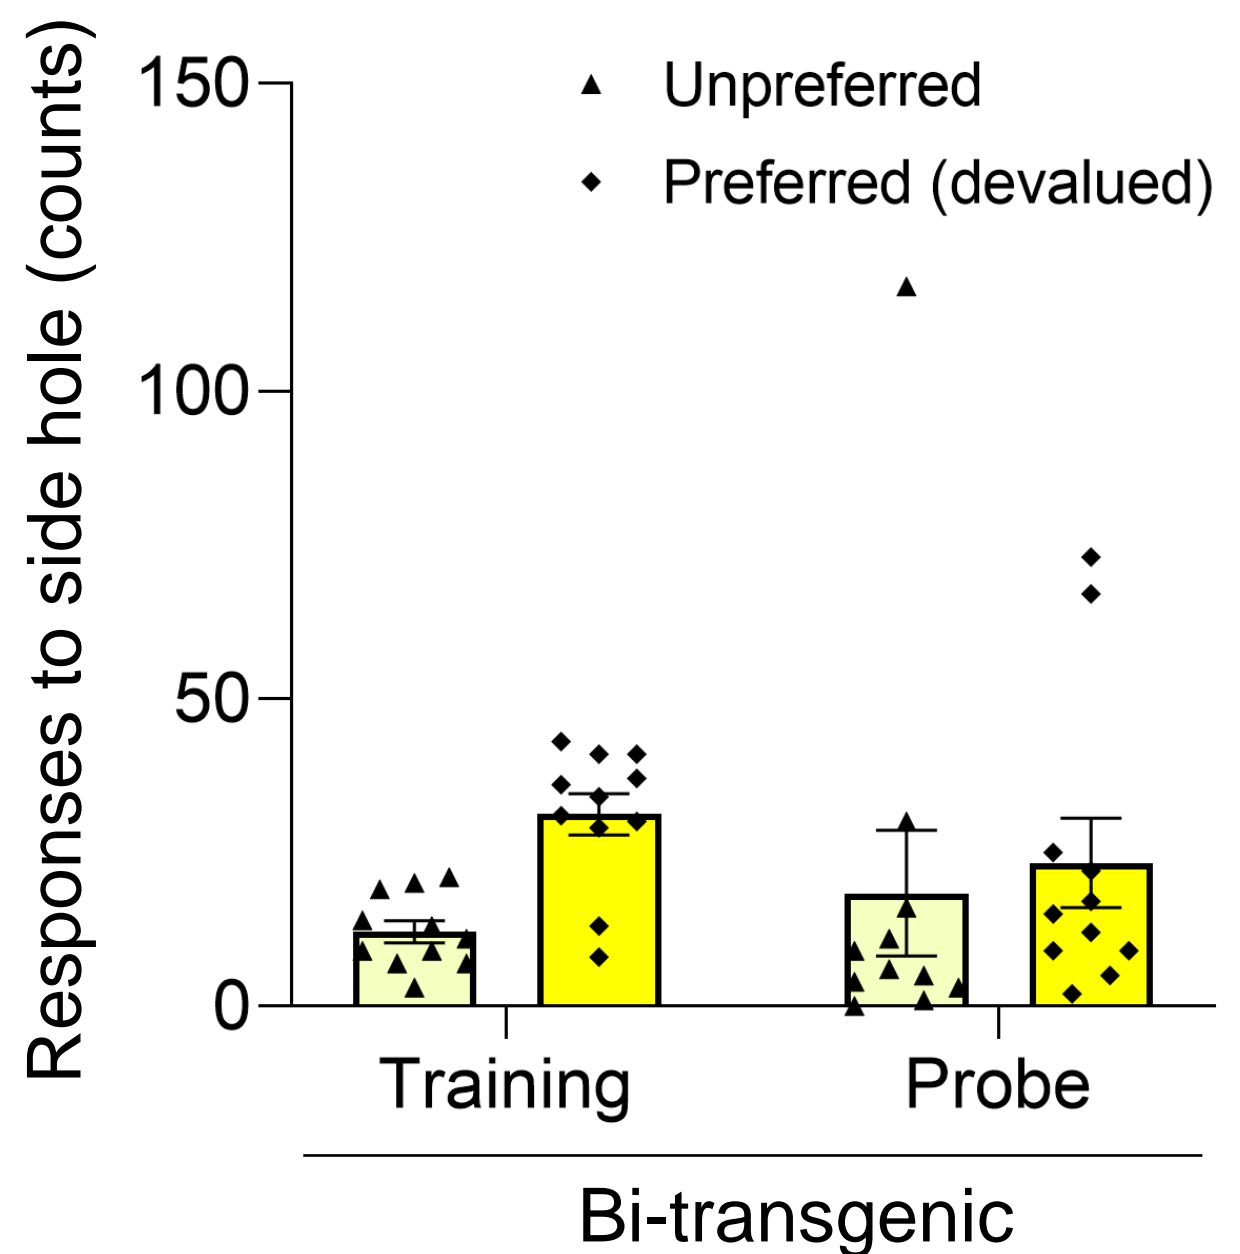 Responses to side hole (counts)
150
100
50
0
Unpreferred
Preferred (devalued)
Training
Probe
Bi-transgenic